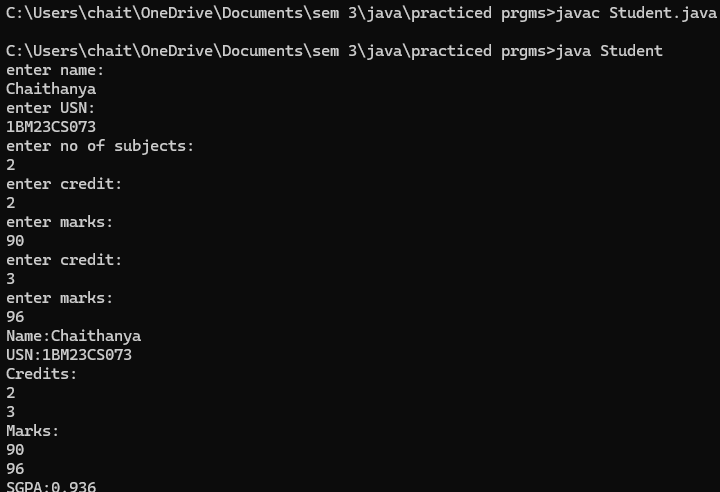 C:\Users\chait\OneDrive\Documents\sem 3\java\practiced prgms>javac Student.java
C:\Users\chait\OneDrive\Documents\sem 3\java\practiced prgms>java Student
enter name:
Chaithanya
enter USN:
1BM23CS073
enter no of subjects:
2
enter credit:
2
enter marks:
90
enter credit:
3
enter marks:
96
Name:Chaithanya
USN:1BM23CS073
Credits:
2
3
Marks:
90
96
SGPA:0.936